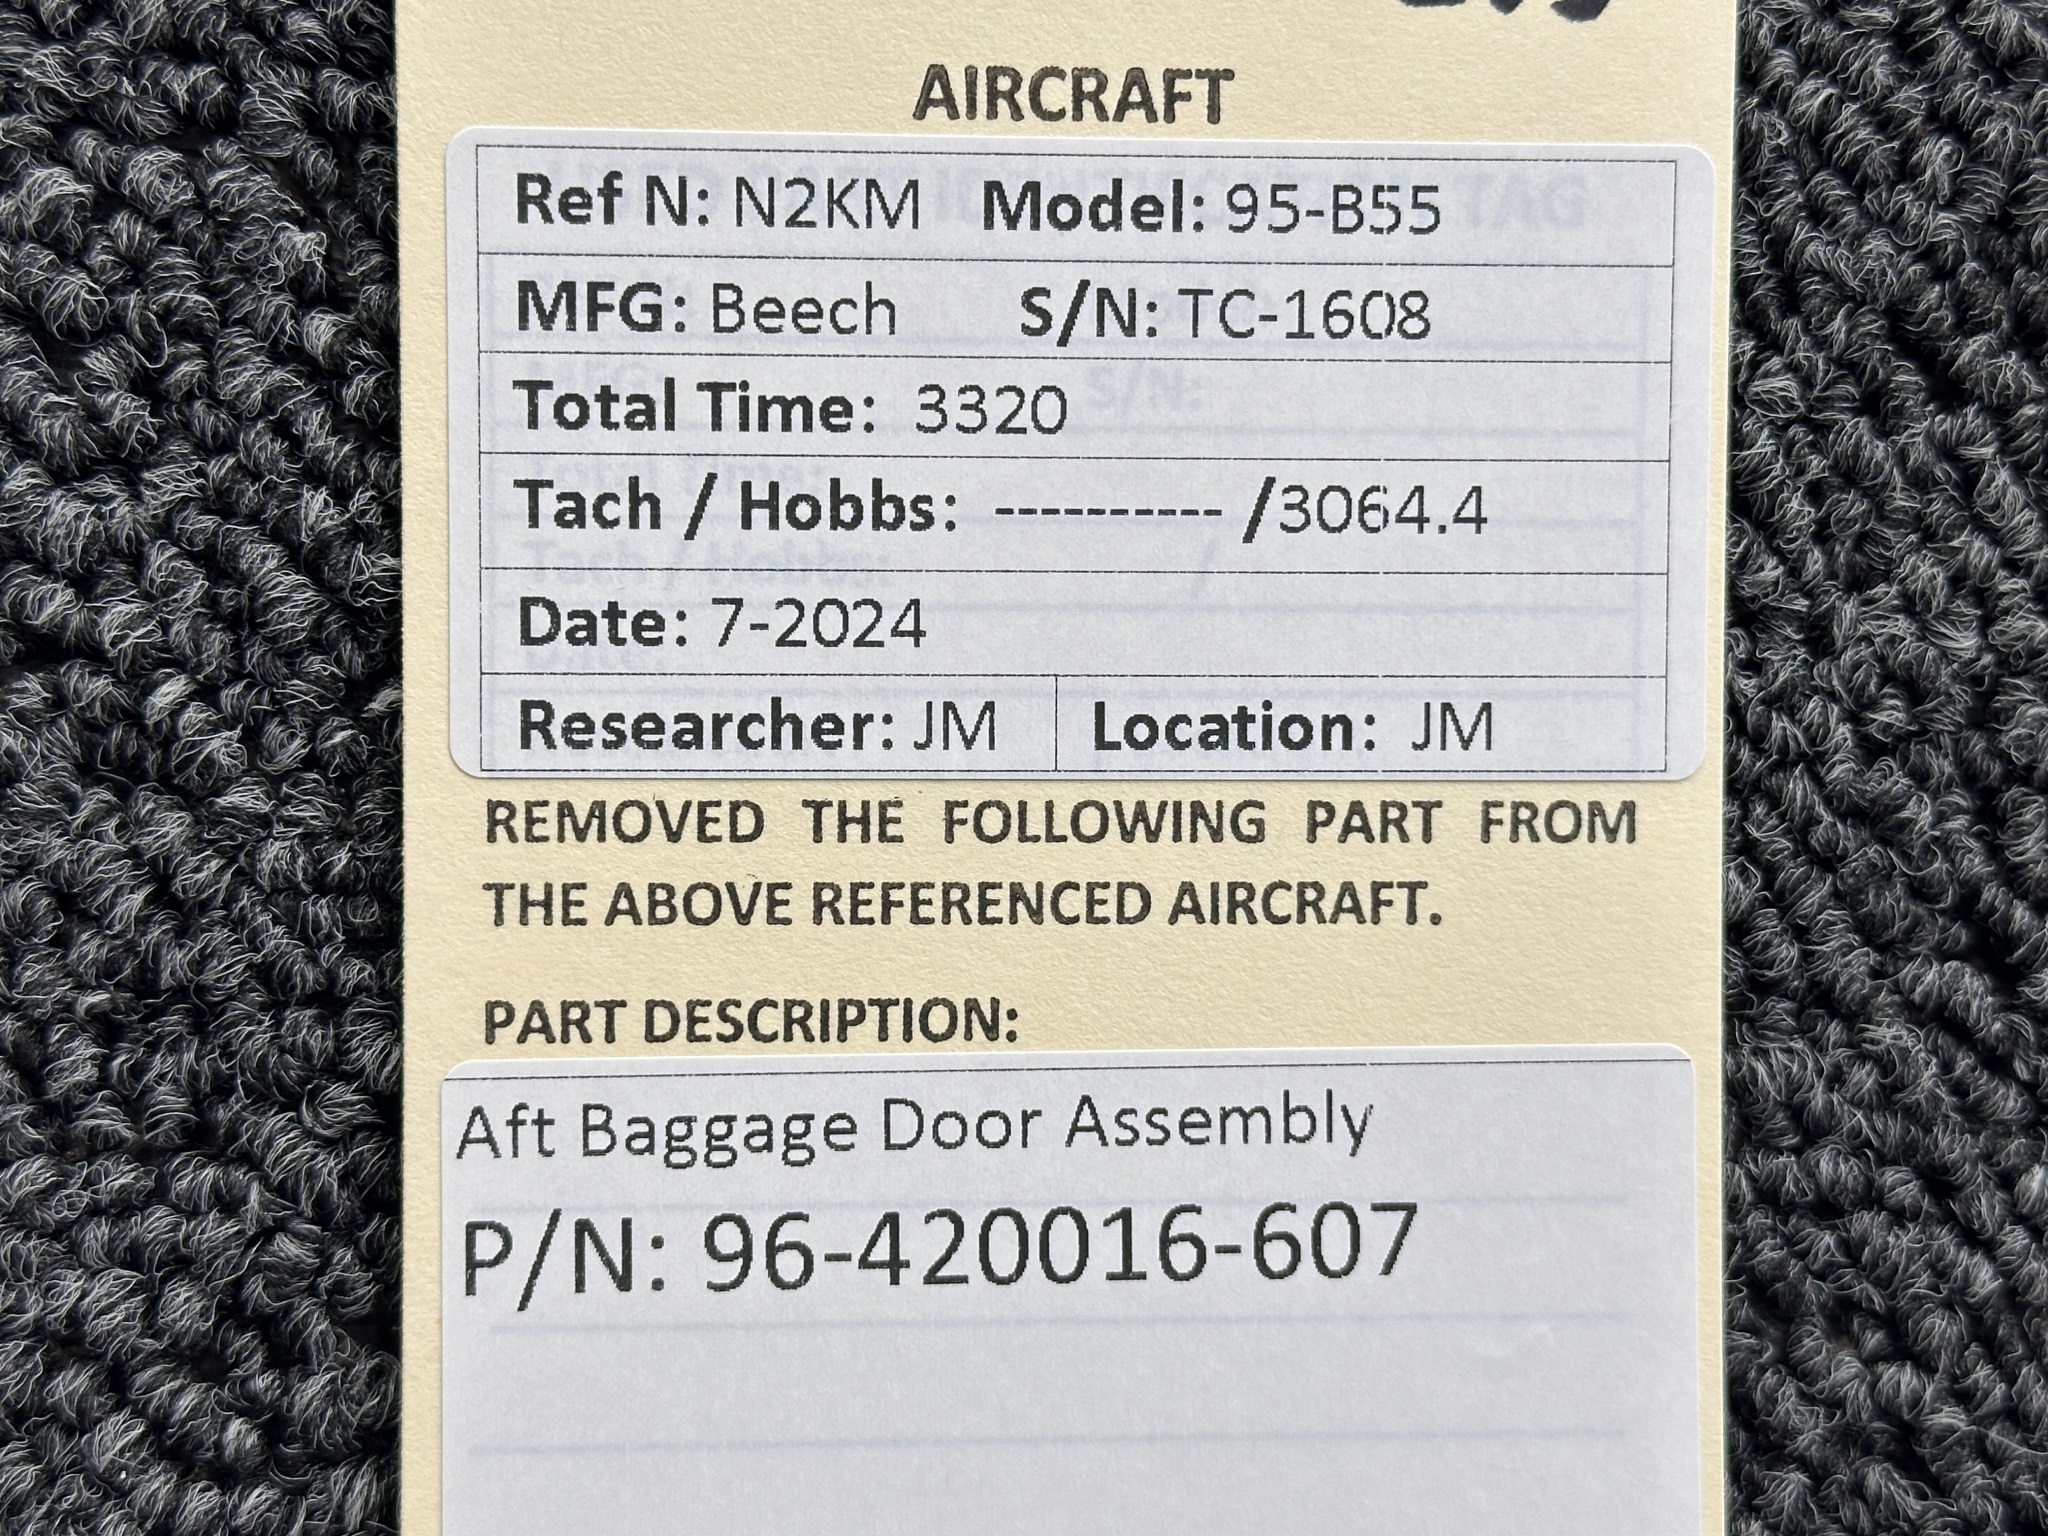 AIRCRAFT
Ref N: N2KM Model: 95-B55
MFG: Beech S/N: TC-1608
Total Time: 3320
Tach / Hobbs: ---------- /3064.4
Date: 7-2024
Researcher: JM Location: JM
REMOVED THE FOLLOWING PART FROM
THE ABOVE REFERENCED AIRCRAFT.
PART DESCRIPTION:
Aft Baggage Door Assembly
P/N: 96-420016-607